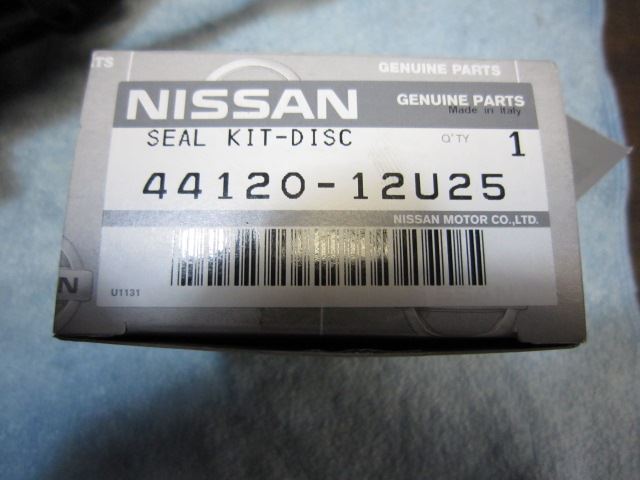 ITS
GENUINE PARTS
NISSAN
GENUINE PARTS
Made in Italy
SEAL KIT-DISC
Q'TY 1
44120-12U25
NISSAN MOTOR CO.,LTD.
N
U1131